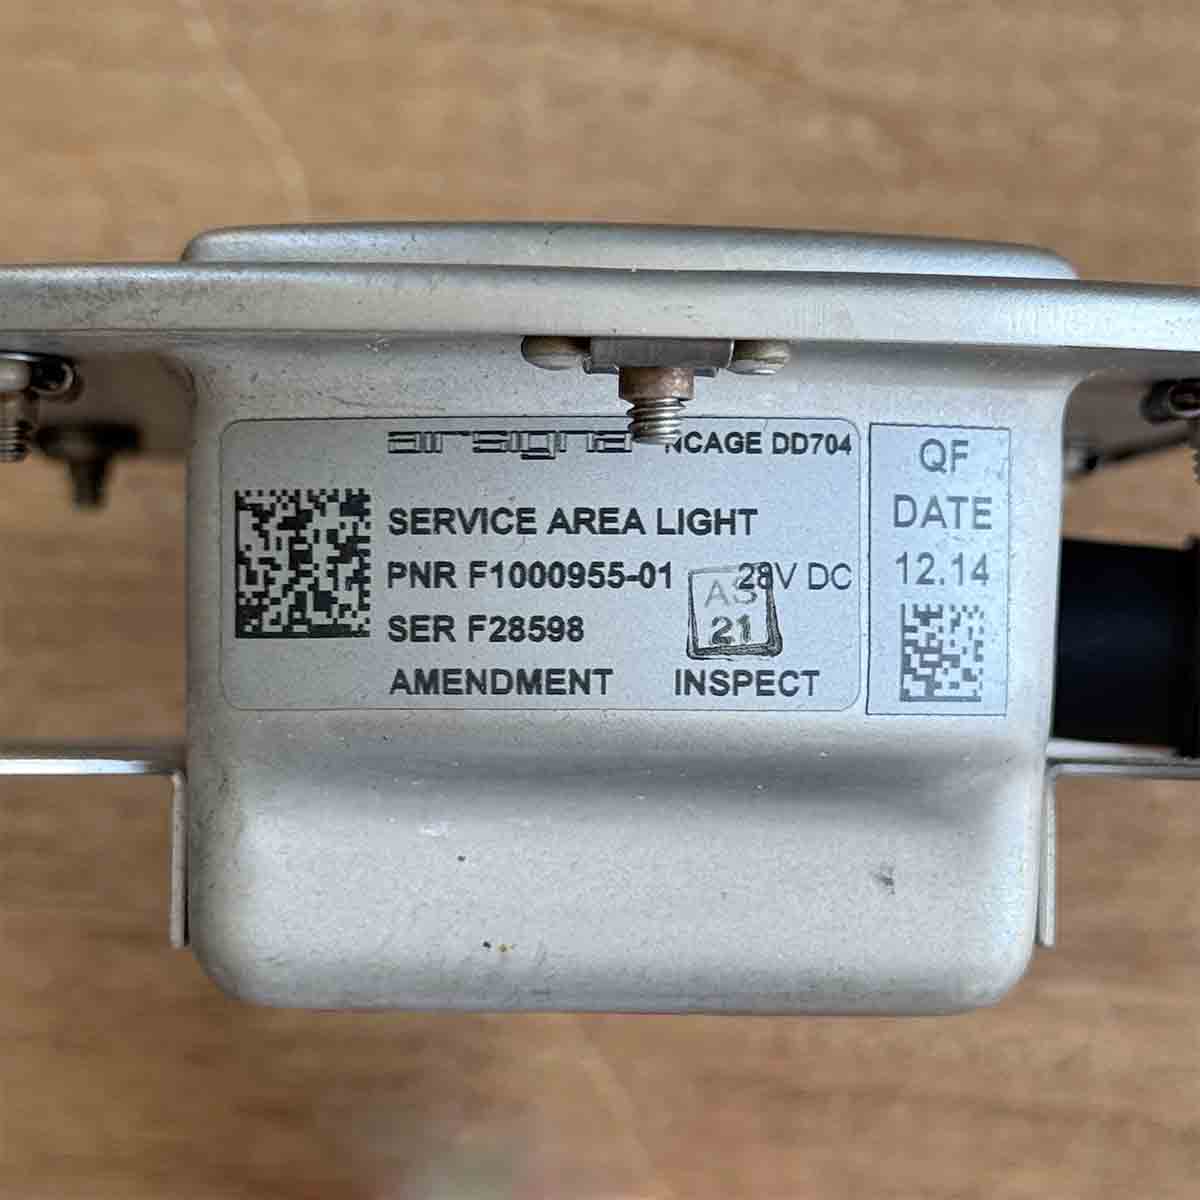 airsigna NCAGE DD704
SERVICE AREA LIGHT
PNR F1000955-01 28V DC
SER F28598
AS
21
AMENDMENT INSPECT
QF
DATE
12.14